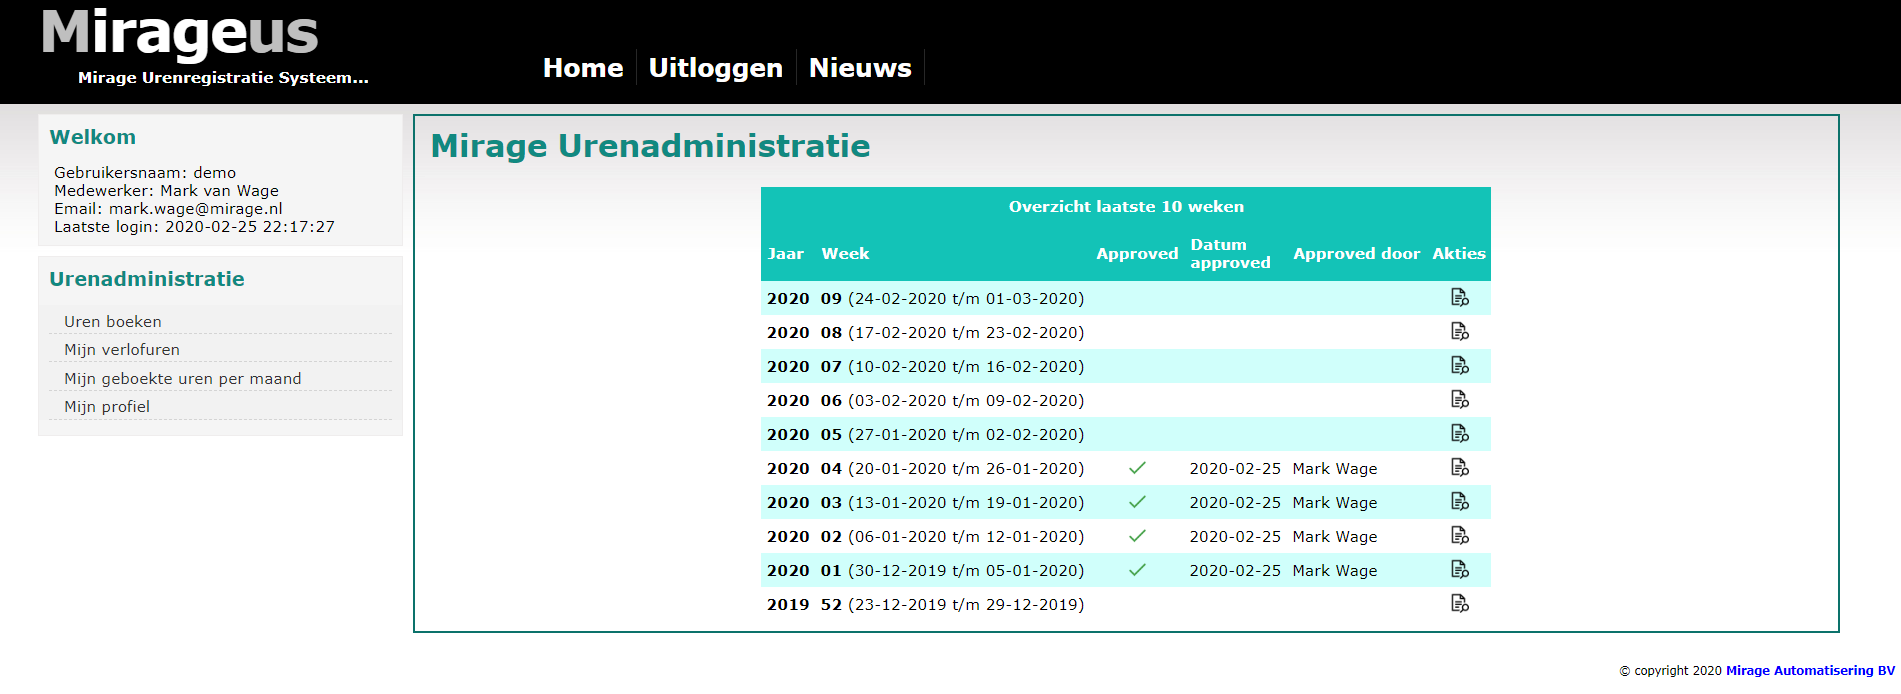 Mirageus
Mirage Urenregistratie Systeem...
Home Uitloggen Nieuws
Welkom
Gebruikersnaam: demo
Medewerker: Mark van Wage
Email: mark.wage@mirage.nl
Laatste login: 2020-02-25 22:17:27
Urenadministratie
Uren boeken
Mijn verlofuren
Mijn geboekte uren per maand
Mijn profiel
Mirage Urenadministratie
Overzicht laatste 10 weken
Jaar Week Approved Datum approved Approved door Akties
2020 09 (24-02-2020 t/m 01-03-2020)
2020 08 (17-02-2020 t/m 23-02-2020)
2020 07 (10-02-2020 t/m 16-02-2020)
2020 06 (03-02-2020 t/m 09-02-2020)
2020 05 (27-01-2020 t/m 02-02-2020)
2020 04 (20-01-2020 t/m 26-01-2020) 2020-02-25 Mark Wage
2020 03 (13-01-2020 t/m 19-01-2020) 2020-02-25 Mark Wage
2020 02 (06-01-2020 t/m 12-01-2020) 2020-02-25 Mark Wage
2020 01 (30-12-2019 t/m 05-01-2020) 2020-02-25 Mark Wage
2019 52 (23-12-2019 t/m 29-12-2019)
© copyright 2020 Mirage Automatisering BV